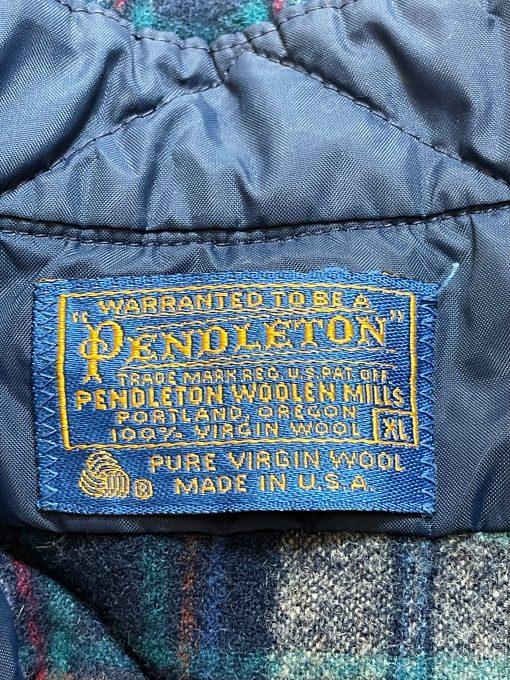 "WARRANTED TO BE A
PENDLETON"
TRADE MARK REG. U.S. PAT. OFF
PENDLETON WOOLEN MILLS
PORTLAND, OREGON
100% VIRGIN WOOL XL
PURE VIRGIN WOOL
® MADE IN U.S.A.